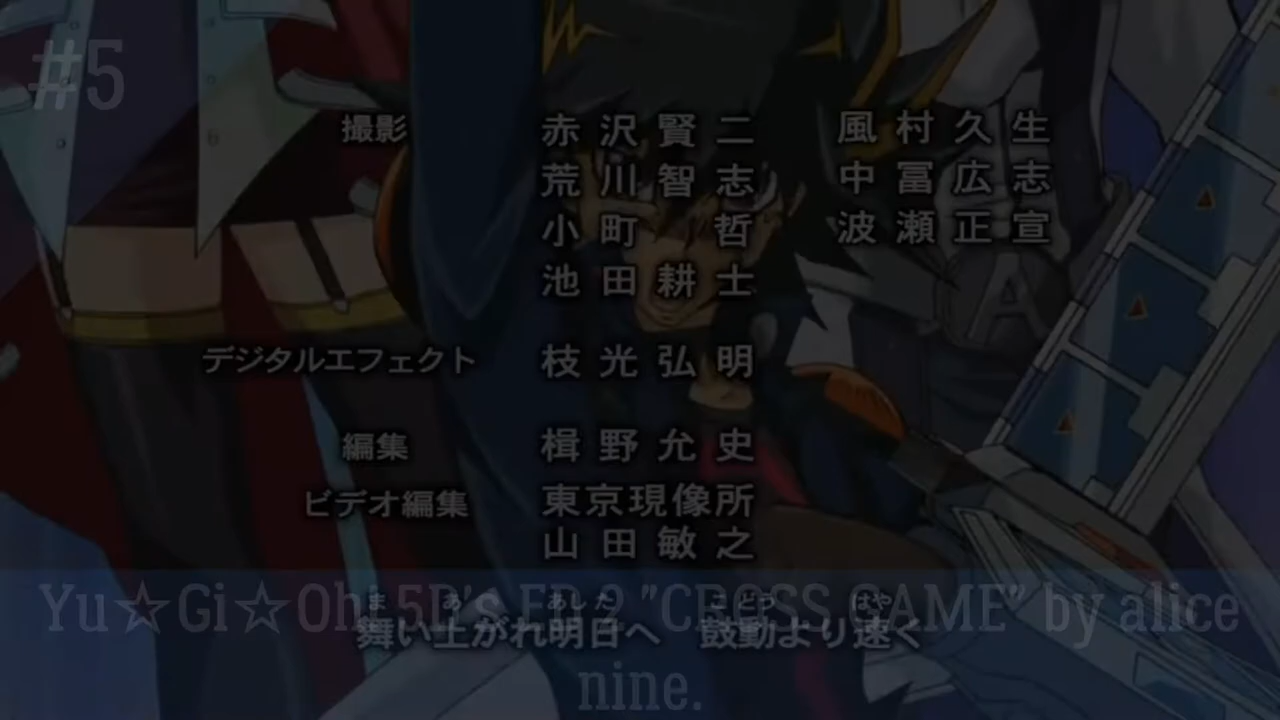 #5
撮影 赤沢賢二 風村久生
荒川智志 中冨広志
小町 哲 波瀬正宣
池田耕士
デジタルエフェクト 枝光弘明
編集 楫野允史
ビデオ編集 東京現像所
山田敏之
Yu☆Gi☆Oh! 5D's ED 2 "CROSS GAME" by alice
nine.
舞い上がれ明日へ 鼓動より速く
ま あ あした こどう はや